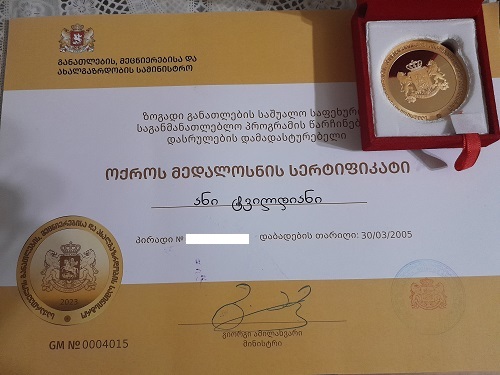 განათლების, მეცნიერებისა და
ახალგაზრდობის სამინისტრო
ზოგადი განათლების საშუალო საფეხურის
საგანმანათლებლო პროგრამის წარჩინებით
დასრულების დამადასტურებელი
ოქროს მედალოსნის სერტიფიკატი
ანი ტვილდიანი
პირადი № დაბადების თარიღი: 30/03/2005
2023
გიორგი ამილახვარი
მინისტრი
GM № 0004015